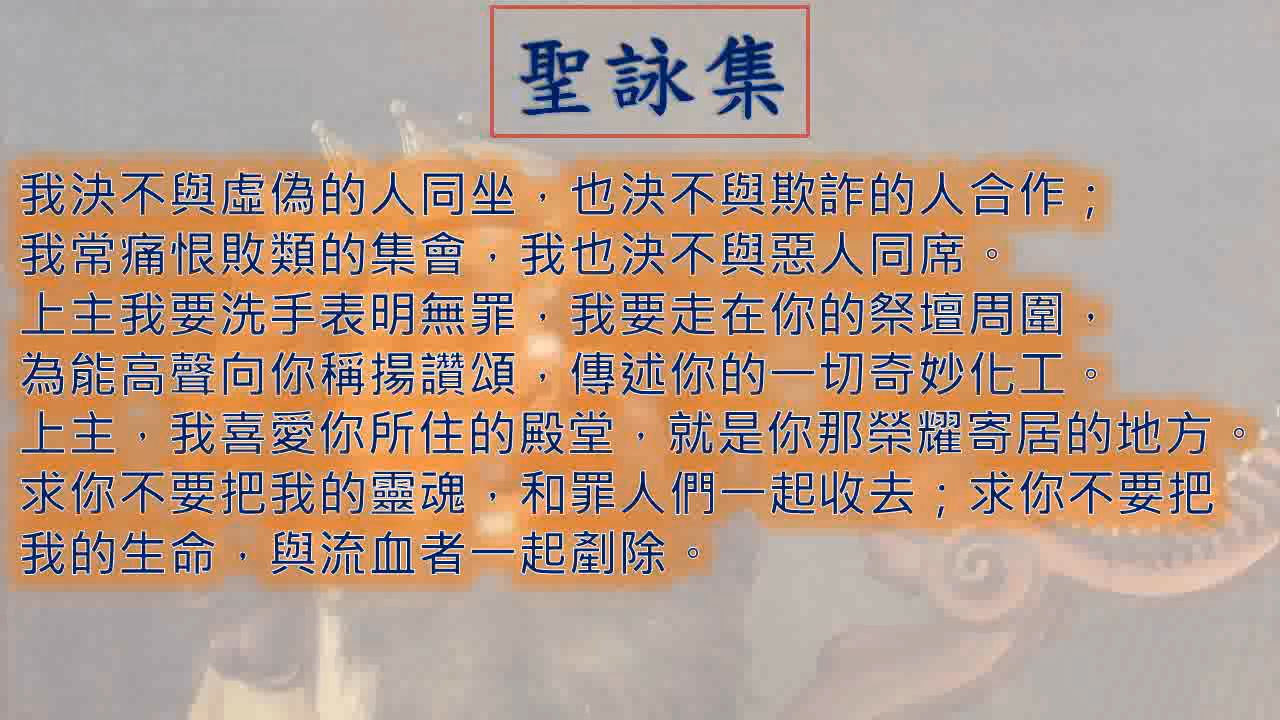 聖詠集
我決不與虛偽的人同坐，也決不與欺詐的人合作；
我常痛恨敗類的集會，我也決不與惡人同席。
上主我要洗手表明無罪，我要走在你的祭壇周圍，
為能高聲向你稱揚讚頌，傳述你的一切奇妙化工。
上主，我喜愛你所住的殿堂，就是你那榮耀寄居的地方。
求你不要把我的靈魂，和罪人們一起收去；求你不要把
我的生命，與流血者一起剷除。